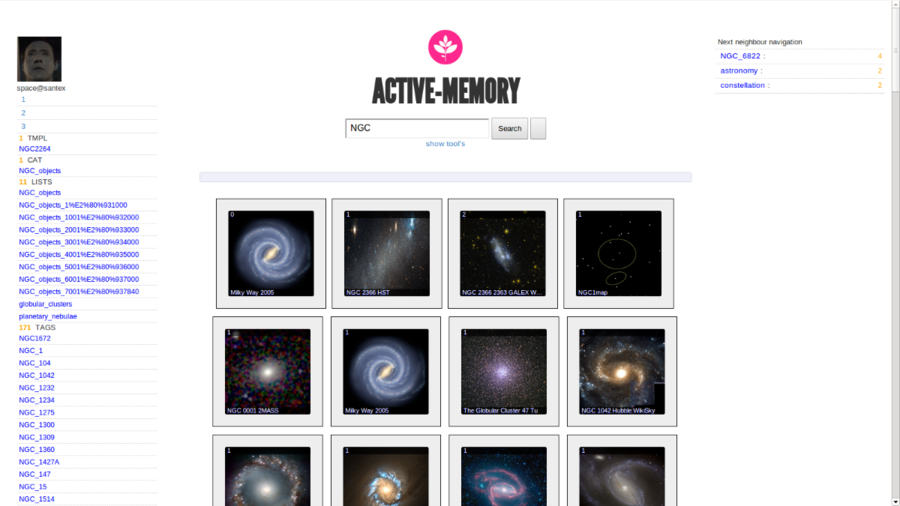 space@santex
1
2
3
1 TMPL
NGC2264
1 CAT
NGC_objects
11 LISTS
NGC_objects
NGC_objects_1%E2%80%931000
NGC_objects_1001%E2%80%932000
NGC_objects_2001%E2%80%933000
NGC_objects_3001%E2%80%934000
NGC_objects_4001%E2%80%935000
NGC_objects_5001%E2%80%936000
NGC_objects_6001%E2%80%937000
NGC_objects_7001%E2%80%937840
globular_clusters
planetary_nebulae
171 TAGS
NGC1672
NGC_1
NGC_104
NGC_1042
NGC_1232
NGC_1234
NGC_1275
NGC_1300
NGC_1309
NGC_1360
NGC_1427A
NGC_147
NGC_15
NGC_1514
ACTIVE-MEMORY
NGC Search
show tool's
0 1 2 1
Milky Way 2005 NGC 2366 HST NGC 2366 2363 GALEX W... NGC1map
1 1 1 1
NGC 0001 2MASS Milky Way 2005 The Globular Cluster 47 Tu NGC 1042 Hubble WikiSky
1 1 1 1
Next neighbour navigation
NGC_6822 : 4
astronomy : 2
constellation : 2